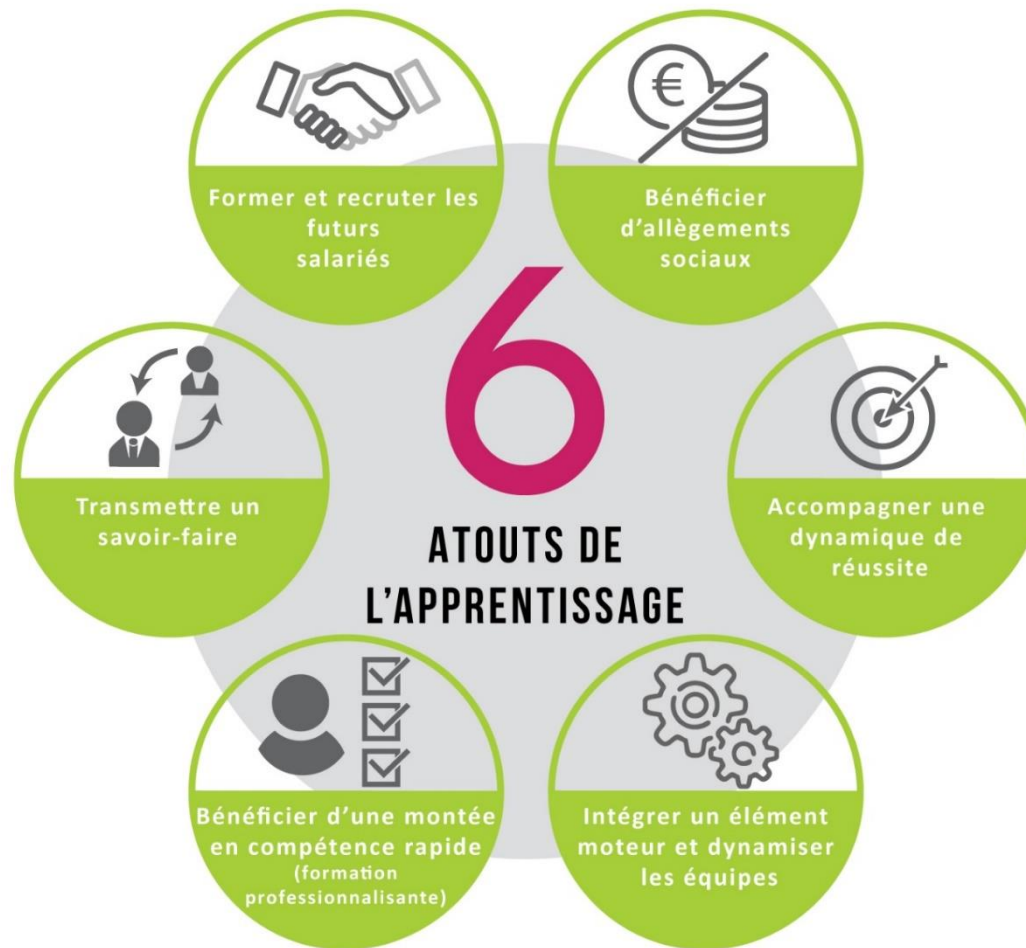 Former et recruter les
futurs
salariés
Bénéficier
d'allègements
sociaux
6
ATOUTS DE
L'APPRENTISSAGE
Transmettre un
savoir-faire
Accompagner une
dynamique de
réussite
Bénéficier d'une montée
en compétence rapide
(formation
professionnalisante)
Intégrer un élément
moteur et dynamiser
les équipes
€